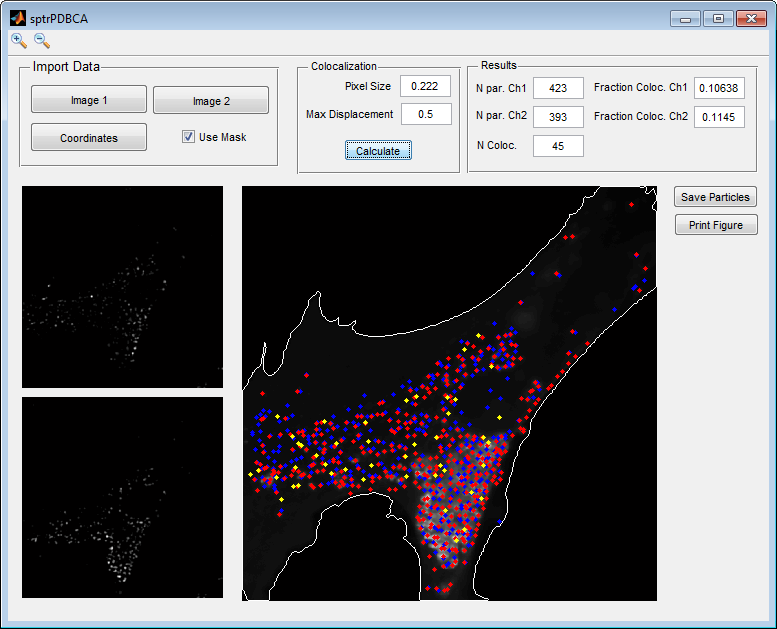 sptrPDBCA
Import Data
Image 1
Image 2
Coordinates
Use Mask
Colocalization
Pixel Size 0.222
Max Displacement 0.5
Calculate
Results
N par. Ch1 423 Fraction Coloc. Ch1 0.10638
N par. Ch2 393 Fraction Coloc. Ch2 0.1145
N Coloc. 45
Save Particles
Print Figure